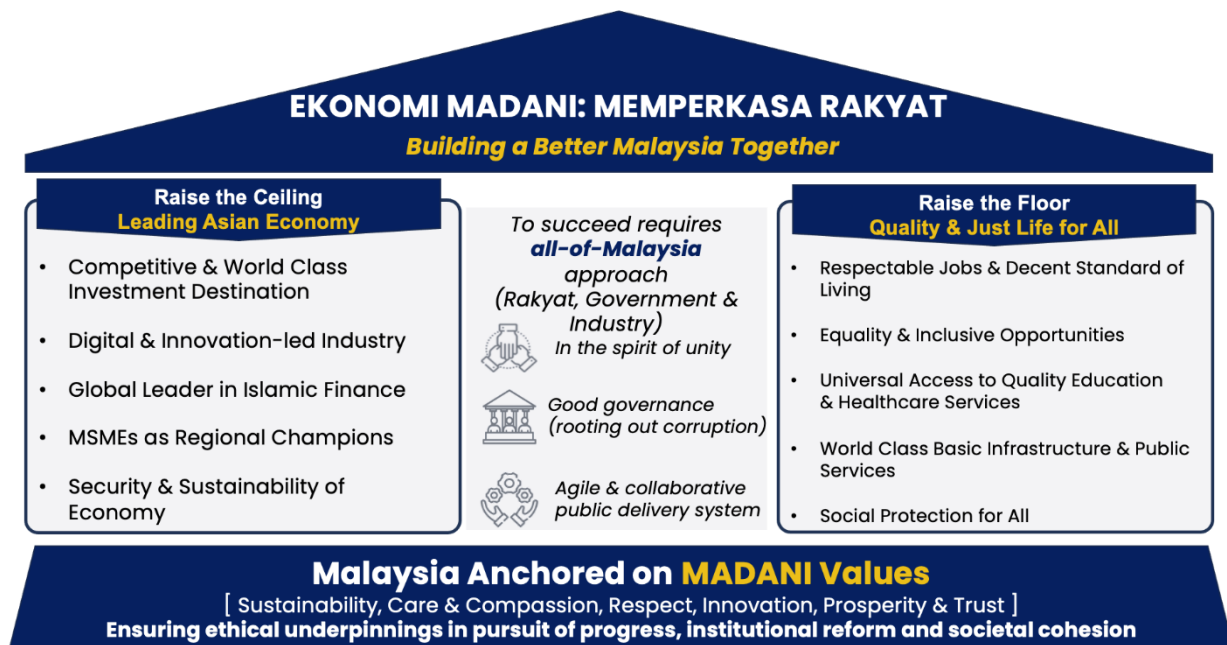 EKONOMI MADANI: MEMPERKASA RAKYAT
Building a Better Malaysia Together
Raise the Ceiling
Leading Asian Economy
• Competitive & World Class
Investment Destination
• Digital & Innovation-led Industry
• Global Leader in Islamic Finance
• MSMEs as Regional Champions
• Security & Sustainability of
Economy
To succeed requires
all-of-Malaysia
approach
(Rakyat, Government &
Industry)
In the spirit of unity
Good governance
(rooting out corruption)
Agile & collaborative
public delivery system
Raise the Floor
Quality & Just Life for All
• Respectable Jobs & Decent Standard of
Living
• Equality & Inclusive Opportunities
• Universal Access to Quality Education
& Healthcare Services
• World Class Basic Infrastructure & Public
Services
• Social Protection for All
Malaysia Anchored on MADANI Values
[ Sustainability, Care & Compassion, Respect, Innovation, Prosperity & Trust ]
Ensuring ethical underpinnings in pursuit of progress, institutional reform and societal cohesion